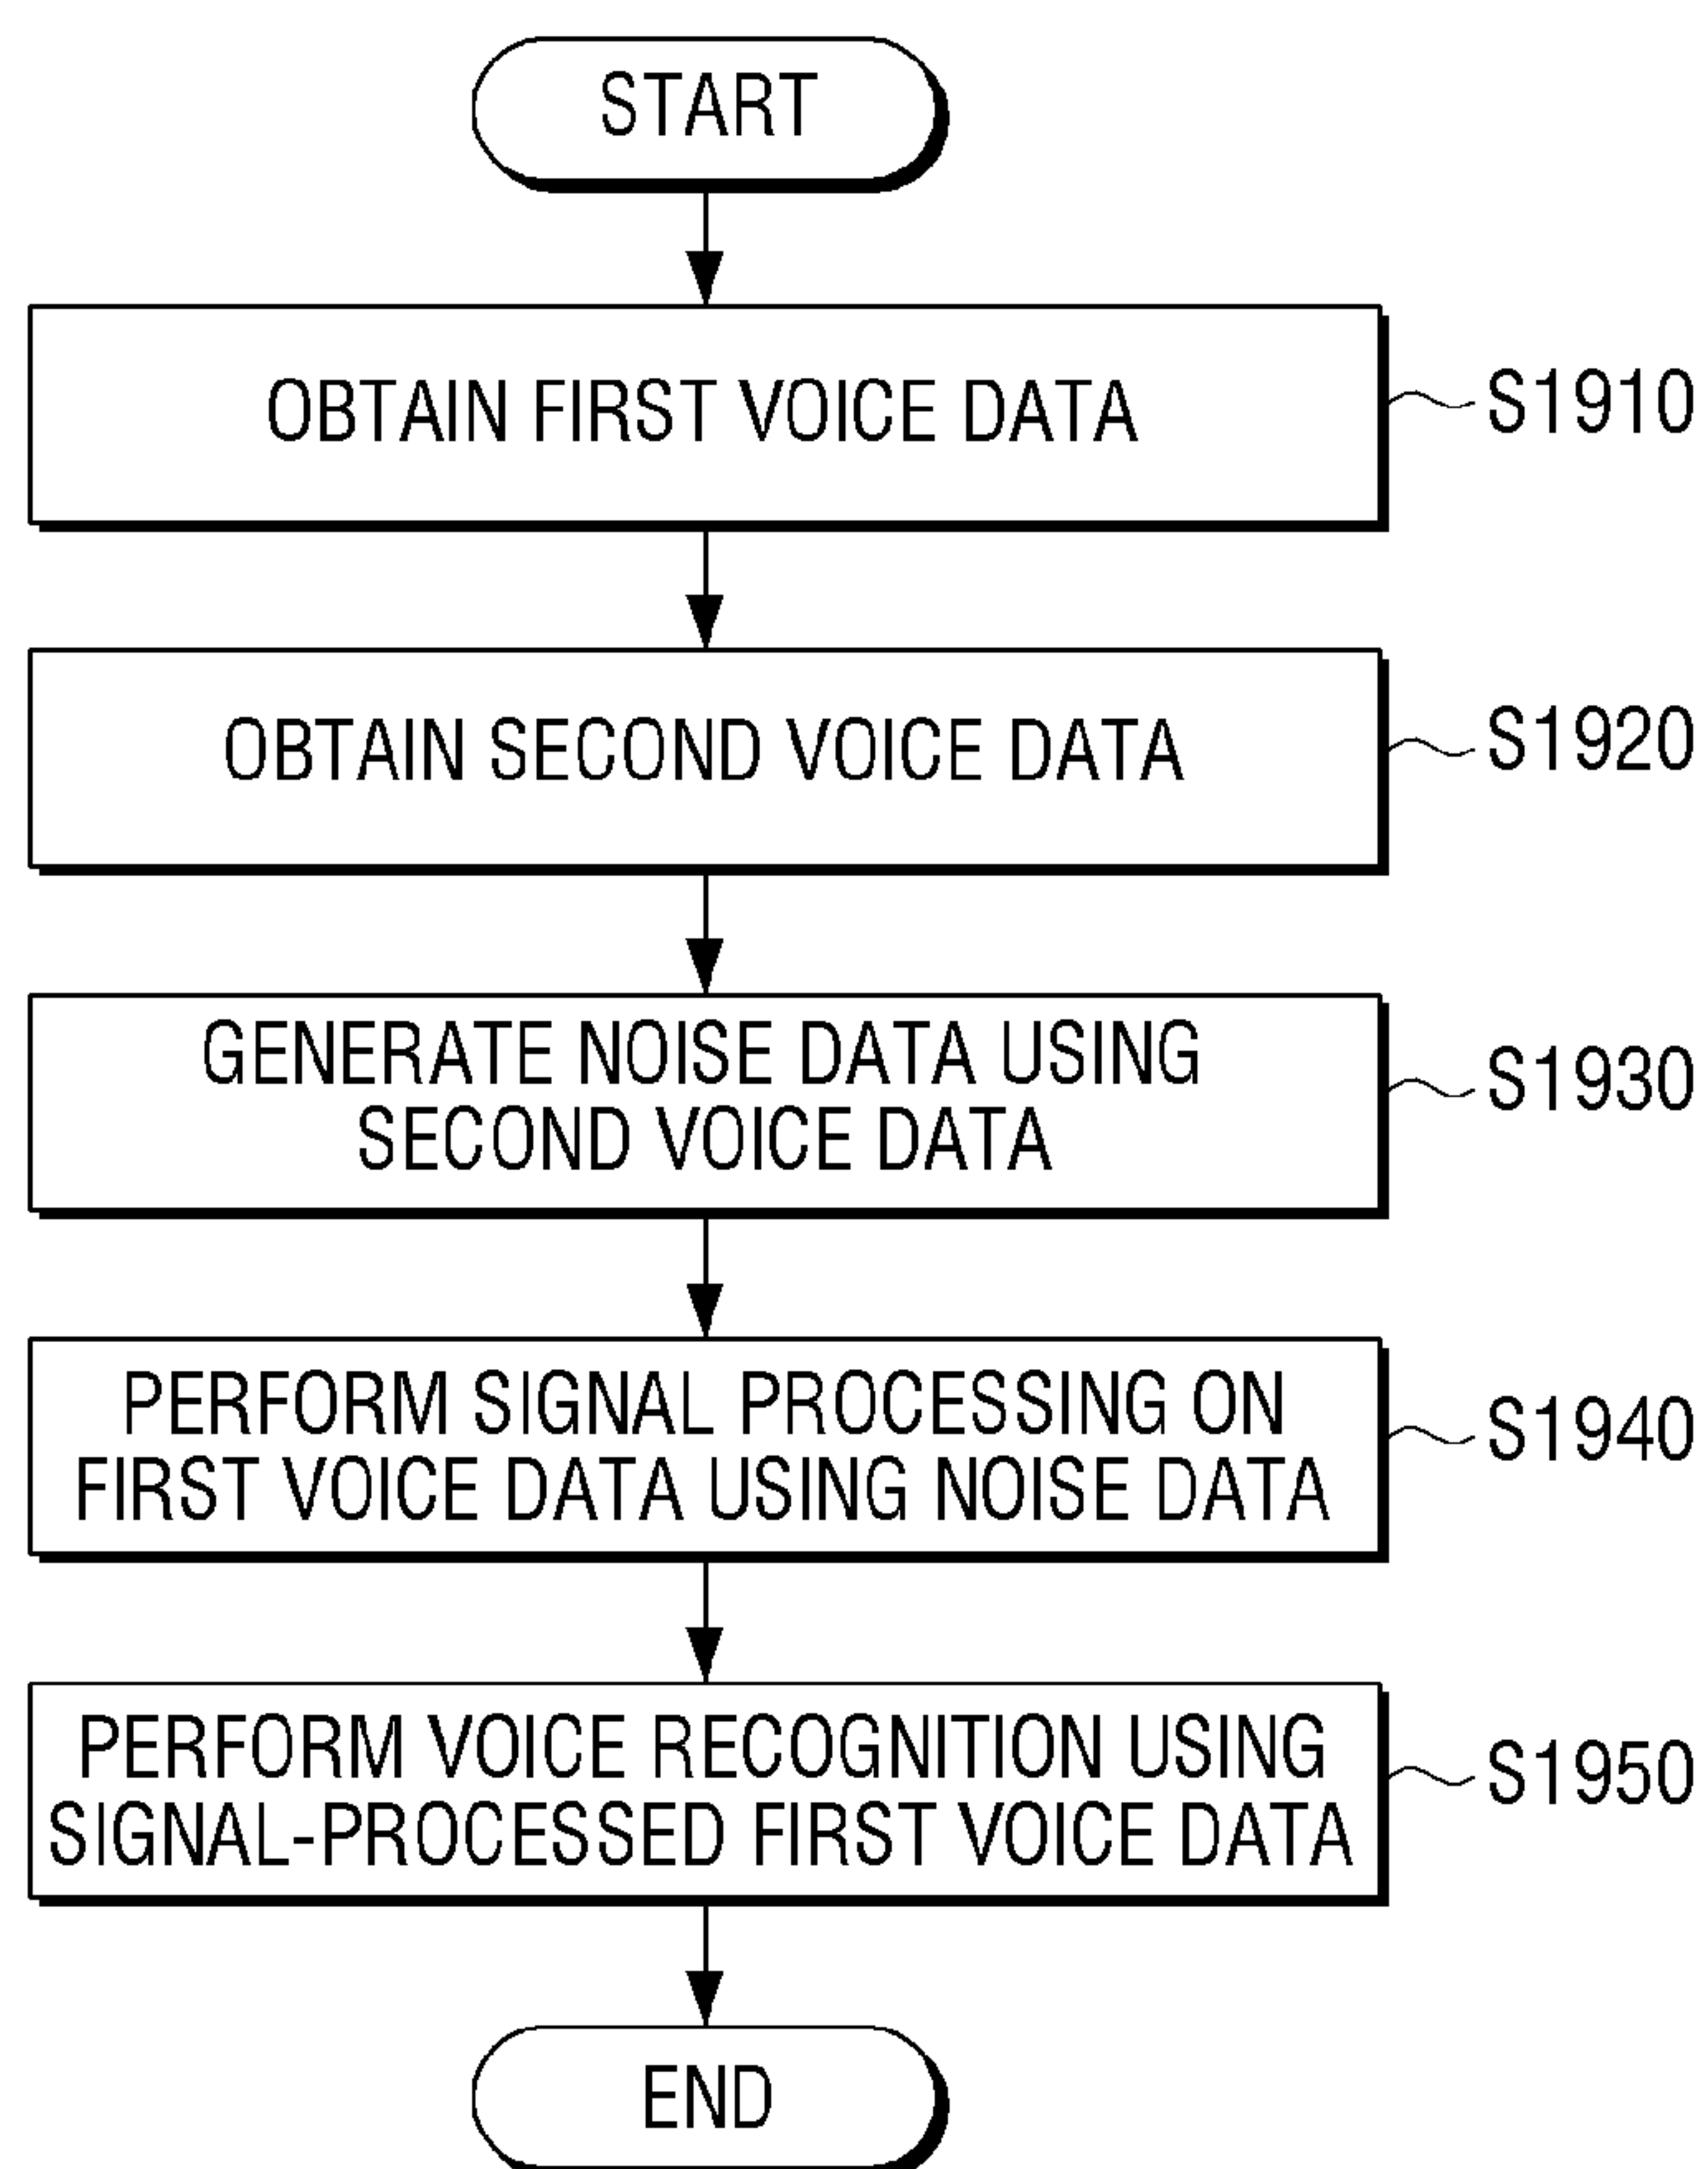 START
OBTAIN FIRST VOICE DATA
S1910
OBTAIN SECOND VOICE DATA
S1920
GENERATE NOISE DATA USING
SECOND VOICE DATA
S1930
PERFORM SIGNAL PROCESSING ON
FIRST VOICE DATA USING NOISE DATA
S1940
PERFORM VOICE RECOGNITION USING
SIGNAL-PROCESSED FIRST VOICE DATA
S1950
END